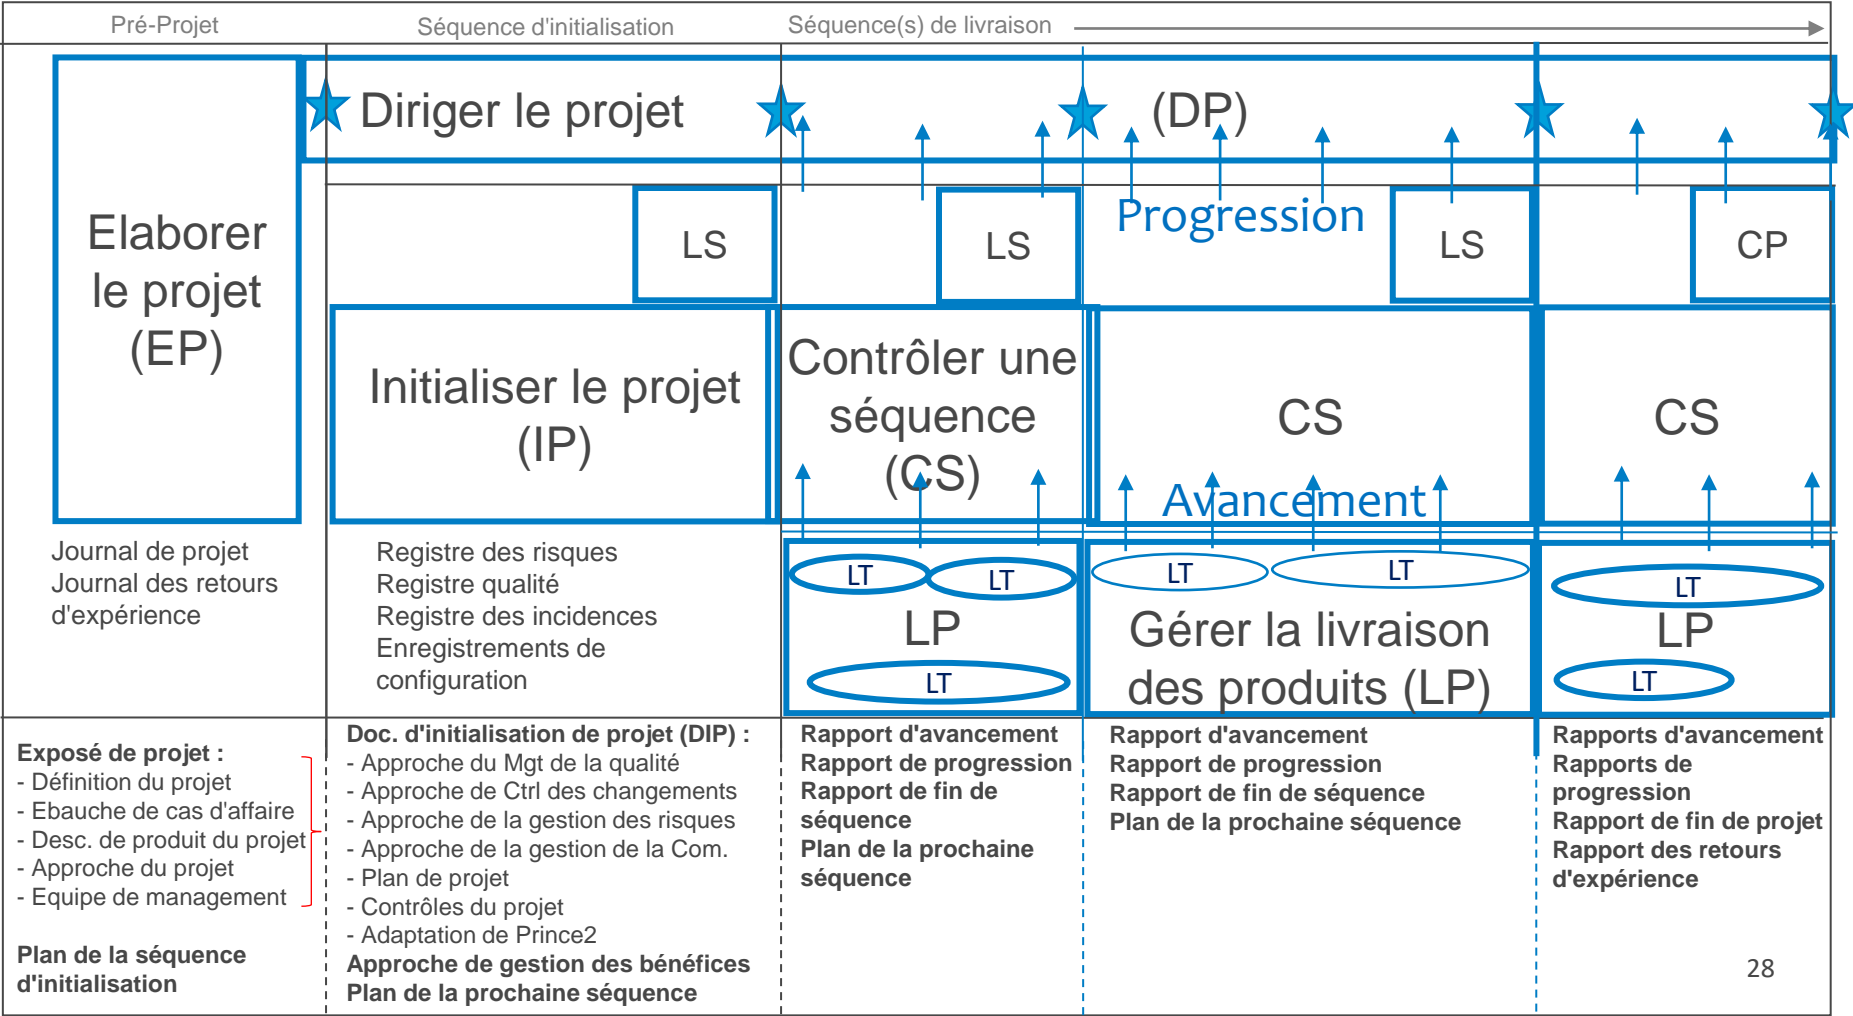 Pré-Projet
Séquence d'initialisation
Séquence(s) de livraison
Diriger le projet
(DP)
Elaborer
le projet
(EP)
LS
LS
Progression
LS
CP
Initialiser le projet
(IP)
Contrôler une
séquence
(CS)
CS
CS
Avancement
Journal de projet
Journal des retours
d'expérience
Registre des risques
Registre qualité
Registre des incidences
Enregistrements de
configuration
LT
LT
LP
LT
LT
LT
Gérer la livraison
des produits (LP)
LT
LP
LT
Exposé de projet :
- Définition du projet
- Ebauche de cas d'affaire
- Desc. de produit du projet
- Approche du projet
- Equipe de management
Plan de la séquence
d'initialisation
Doc. d'initialisation de projet (DIP) :
- Approche du Mgt de la qualité
- Approche de Ctrl des changements
- Approche de la gestion des risques
- Approche de la gestion de la Com.
- Plan de projet
- Contrôles du projet
- Adaptation de Prince2
Approche de gestion des bénéfices
Plan de la prochaine séquence
Rapport d'avancement
Rapport de progression
Rapport de fin de
séquence
Plan de la prochaine
séquence
Rapport d'avancement
Rapport de progression
Rapport de fin de séquence
Plan de la prochaine séquence
Rapports d'avancement
Rapports de
progression
Rapport de fin de projet
Rapport des retours
d'expérience
28